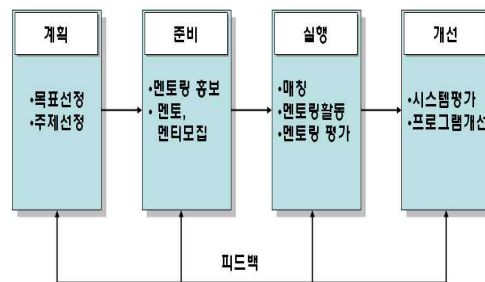 계획
•목표선정
•주제선정
준비
•멘토링 홍보
• 멘토,
멘티모집
실행
•매칭
•멘토링활동
•멘토링 평가
개선
•시스템평가
•프로그램개선
피드백